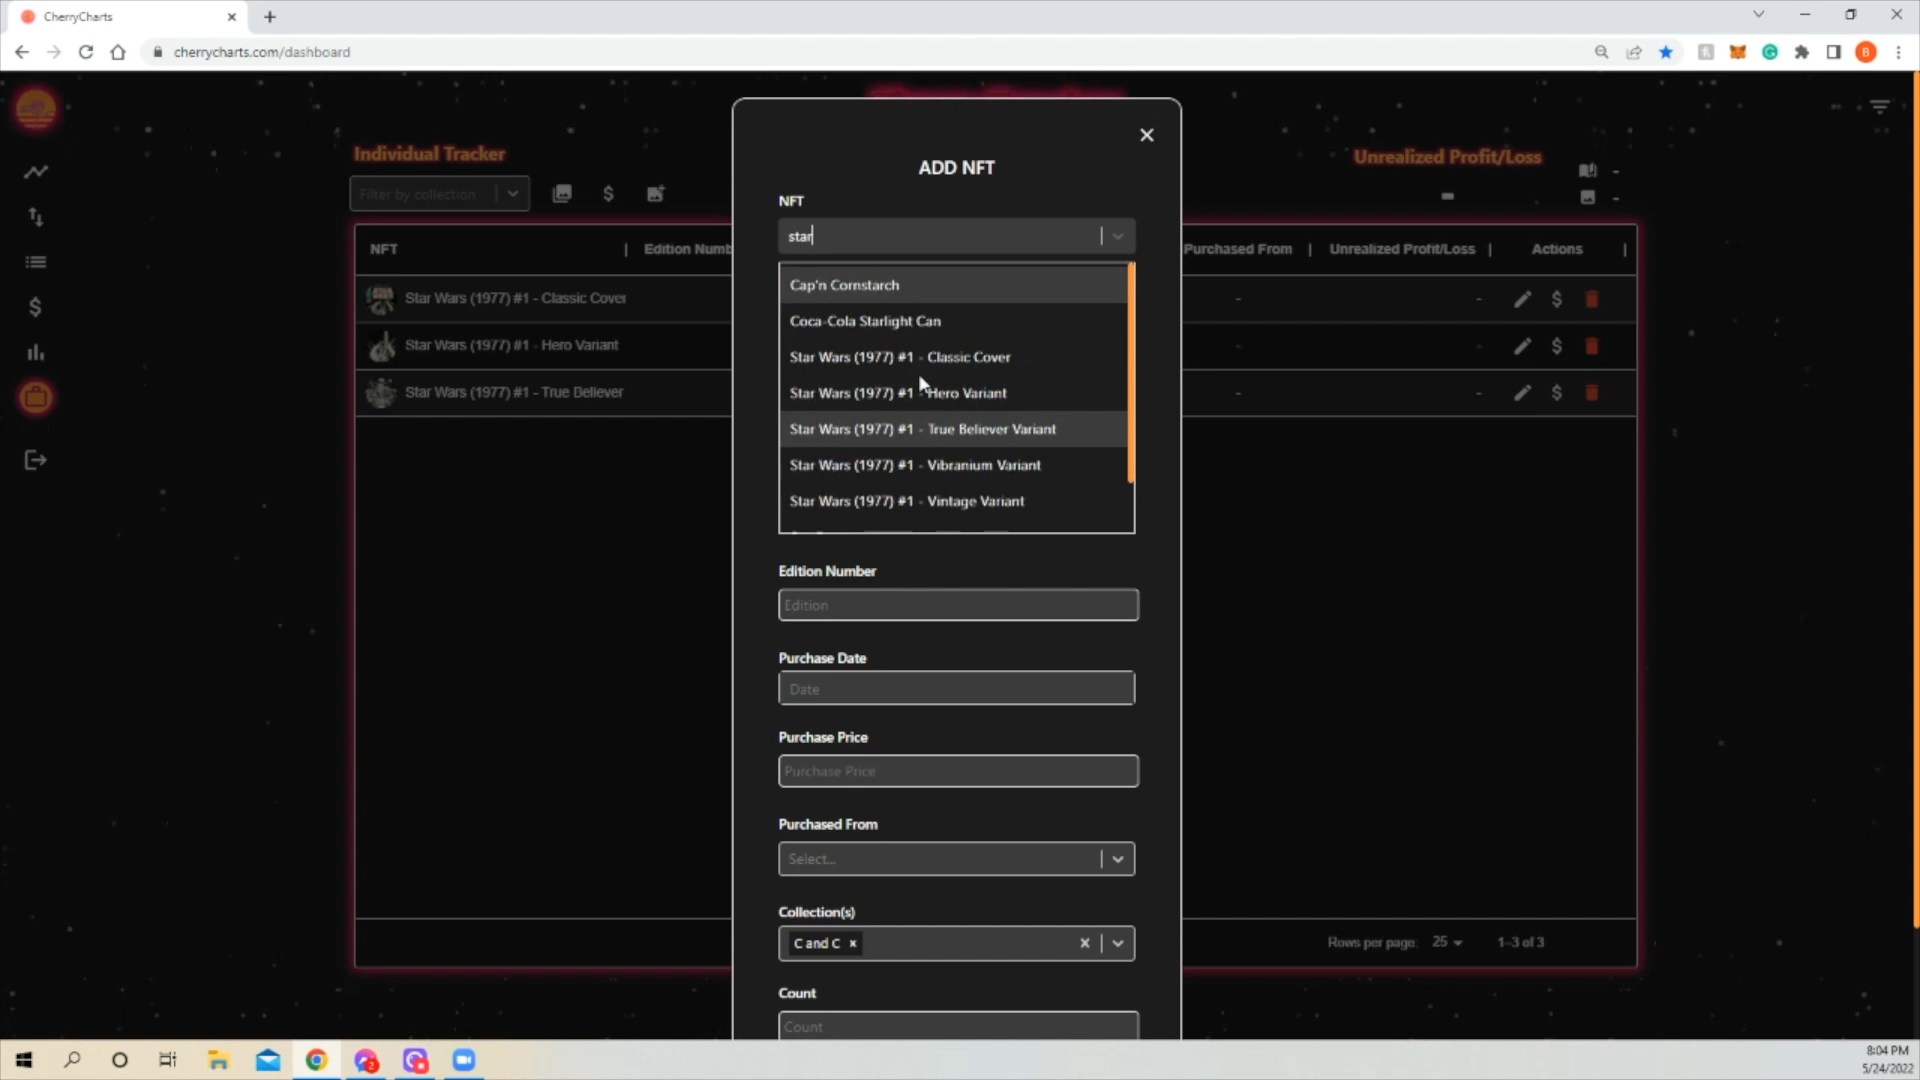 CherryCharts
cherrycharts.com/dashboard
B
Individual Tracker
Unrealized Profit/Loss
Filter by collection
$
-
-
NFT | Edition Numb
Purchased From | Unrealized Profit/Loss | Actions |
Star Wars (1977) #1 - Classic Cover
- - $
Star Wars (1977) #1 - Hero Variant
- - $
Star Wars (1977) #1 - True Believer
- - $
ADD NFT
NFT
star
Cap'n Cornstarch
Coca-Cola Starlight Can
Star Wars (1977) #1 - Classic Cover
Star Wars (1977) #1 - Hero Variant
Star Wars (1977) #1 - True Believer Variant
Star Wars (1977) #1 - Vibranium Variant
Star Wars (1977) #1 - Vintage Variant
Edition Number
Edition
Purchase Date
Date
Purchase Price
Purchase Price
Purchased From
Select...
Collection(s)
C and C
Count
Count
Rows per page: 25 1-3 of 3
2
8:04 PM
5/24/2022